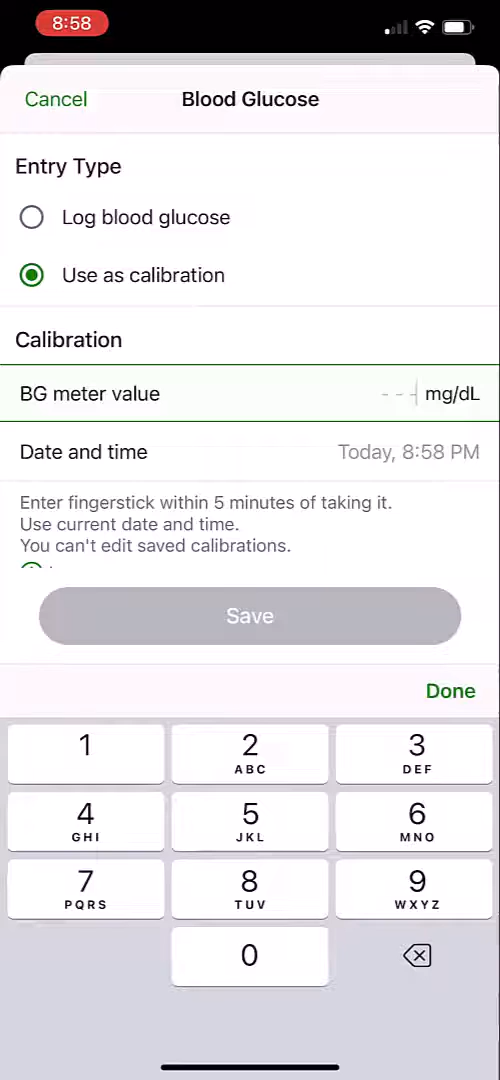 8:58
Cancel
Blood Glucose
Entry Type
Log blood glucose
Use as calibration
Calibration
BG meter value
- - - mg/dL
Date and time
Today, 8:58 PM
Enter fingerstick within 5 minutes of taking it.
Use current date and time.
You can't edit saved calibrations.
Save
Done
1
2
ABC
3
DEF
4
GHI
5
JKL
6
MNO
7
PQRS
8
TUV
9
WXYZ
0